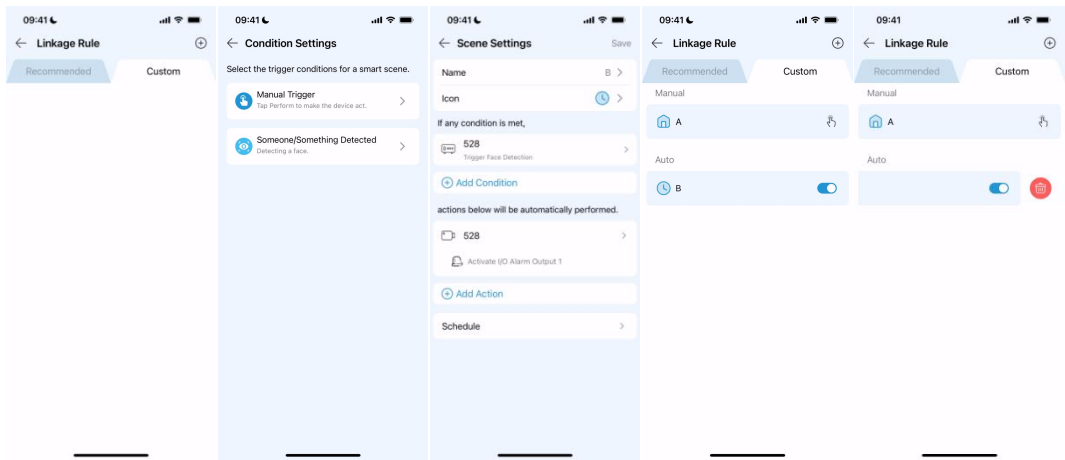 09:41
Linkage Rule
Recommended
Custom
09:41
Condition Settings
Select the trigger conditions for a smart scene.
Manual Trigger
Tap Perform to make the device act.
Someone/Something Detected
Detecting a face.
09:41
Scene Settings
Save
Name
B
Icon
If any condition is met,
528
Trigger Face Detection
Add Condition
actions below will be automatically performed.
528
Activate I/O Alarm Output 1
Add Action
Schedule
09:41
Linkage Rule
Recommended
Custom
Manual
A
Auto
B
09:41
Linkage Rule
Recommended
Custom
Manual
A
Auto